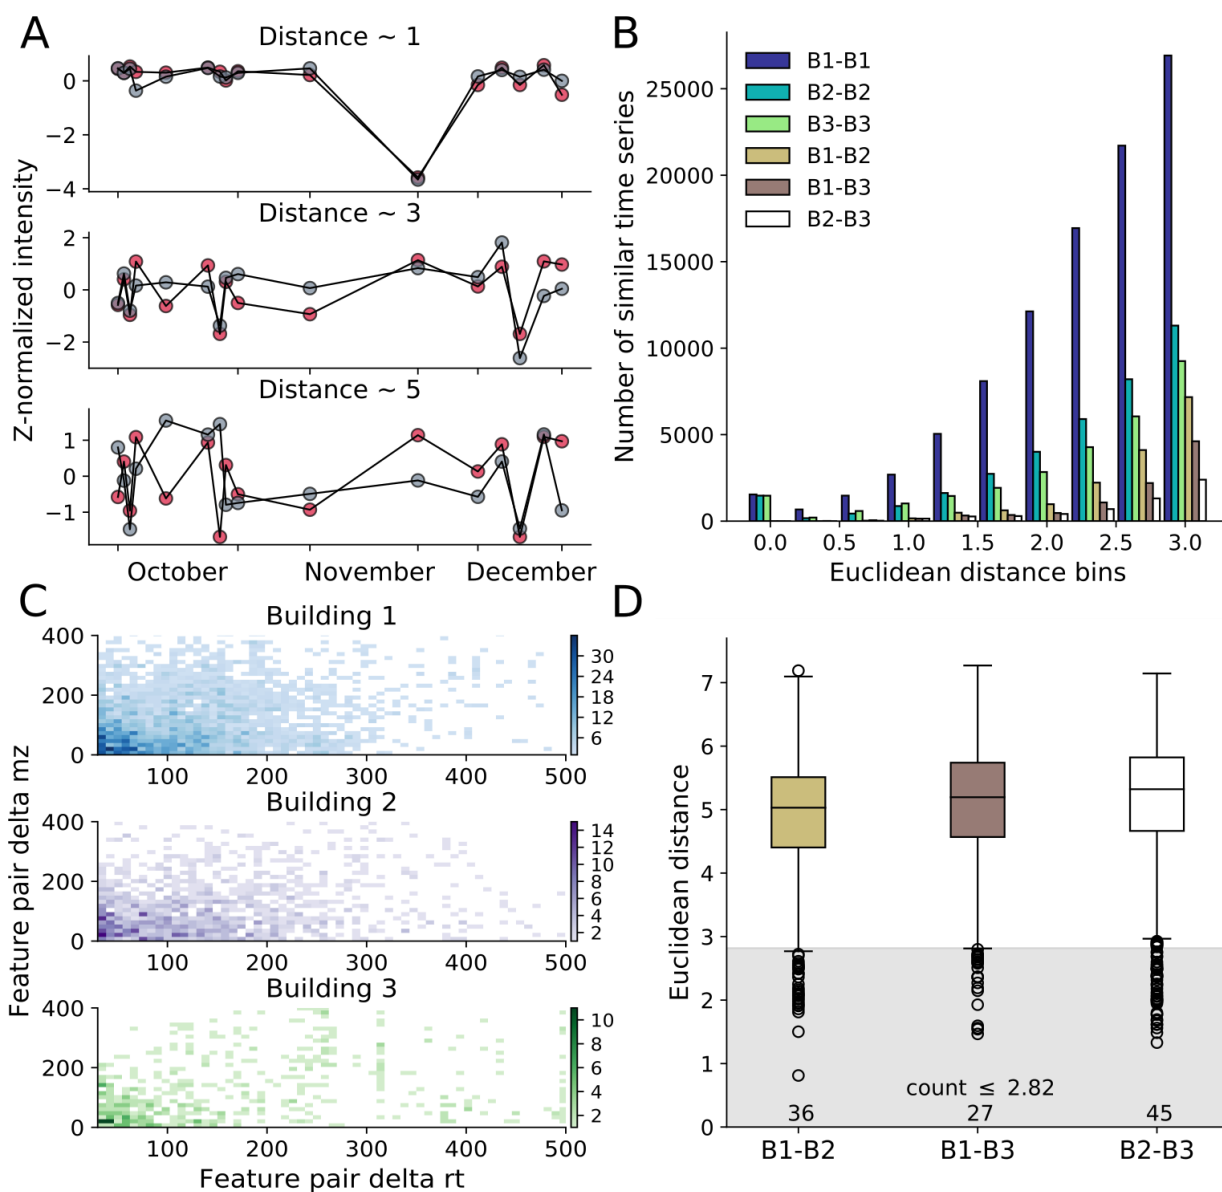 A
Distance ~ 1
0
−2
−4
Distance ~ 3
2
0
−2
Distance ~ 5
1
0
−1
October November December
Z-normalized intensity
B
B1-B1
B2-B2
B3-B3
B1-B2
B1-B3
B2-B3
25000
20000
15000
10000
5000
0
0.0 0.5 1.0 1.5 2.0 2.5 3.0
Euclidean distance bins
Number of similar time series
C
Building 1
400
200
0
100 200 300 400 500
30
24
18
12
6
Building 2
400
200
0
100 200 300 400 500
14
12
10
8
6
4
2
Building 3
400
200
0
100 200 300 400 500
10
8
6
4
2
Feature pair delta rt
Feature pair delta mz
D
7
6
5
4
3
2
1
0
count ≤ 2.82
36 27 45
B1-B2 B1-B3 B2-B3
Euclidean distance